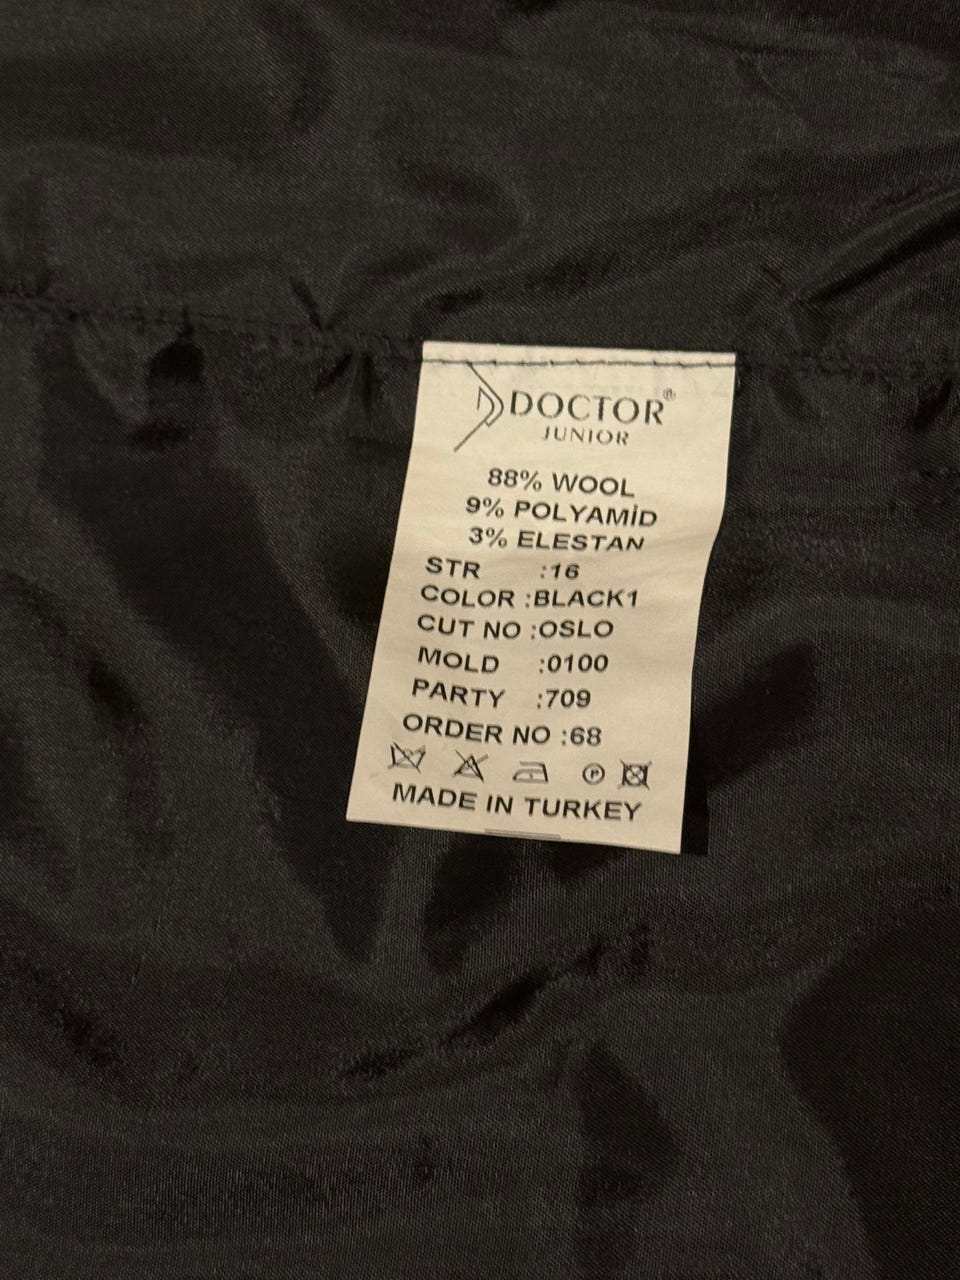 DOCTOR®
JUNIOR
88% WOOL
9% POLYAMİD
3% ELESTAN
STR :16
COLOR :BLACK1
CUT NO :OSLO
MOLD :0100
PARTY :709
ORDER NO :68
P
MADE IN TURKEY